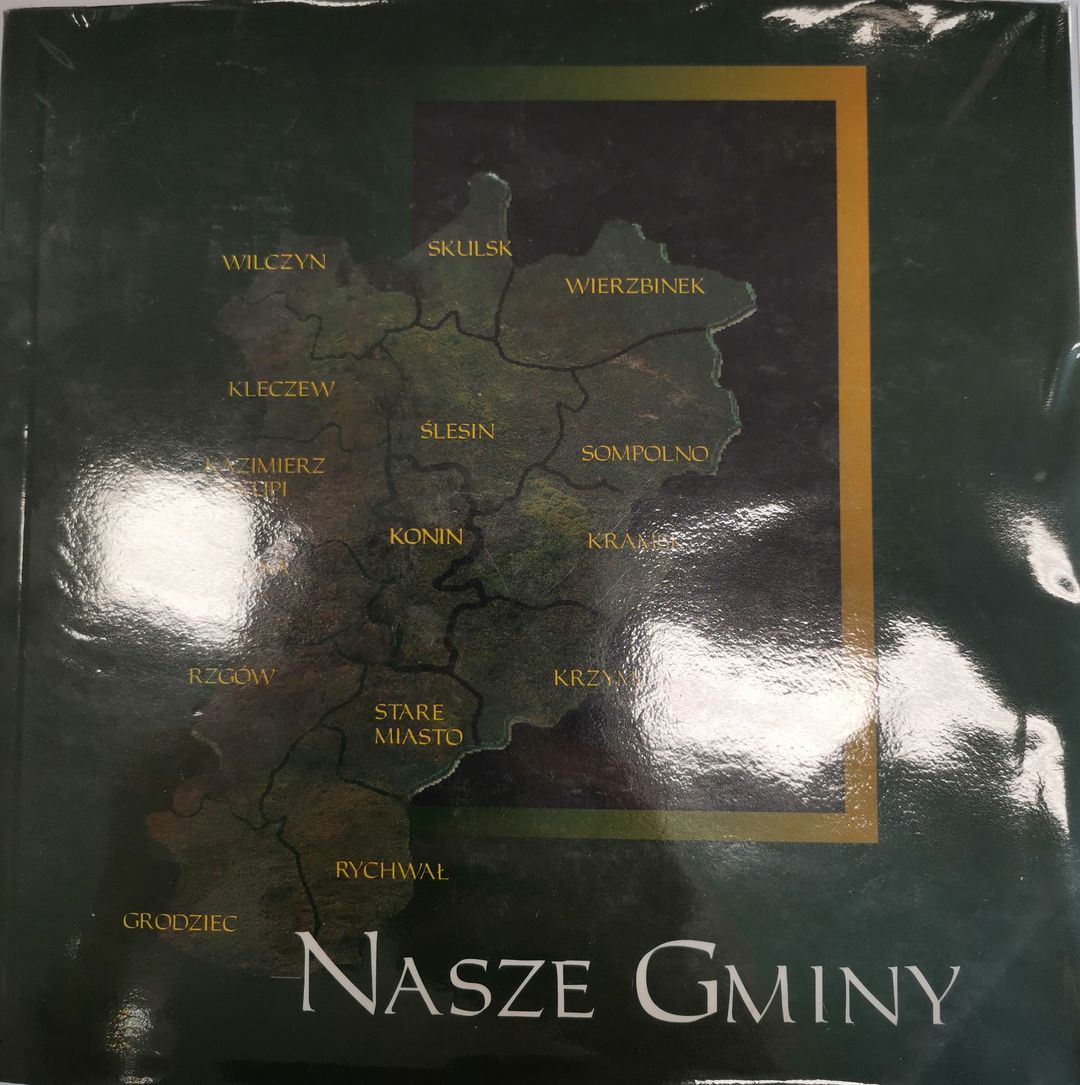 SKULSK
WILCZYN
WIERZBINEK
KLECZEW
ŚLESIN
SOMPOLNO
KAZIMIERZ
KONIN
RZGÓW
STARE
MIASTO
RYCHWAŁ
GRODZIEC
NASZE GMINY